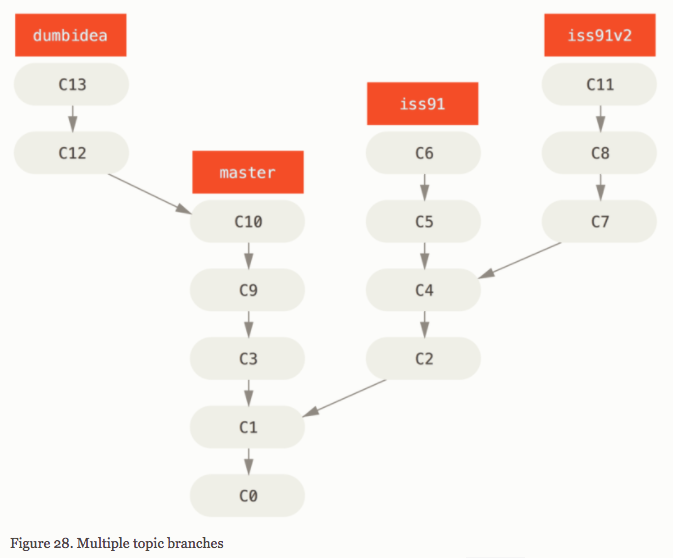 dumbidea
iss91v2
C13
C11
iss91
C12
C6
C8
master
C10
C5
C7
C9
C4
C3
C2
C1
C0
Figure 28. Multiple topic branches